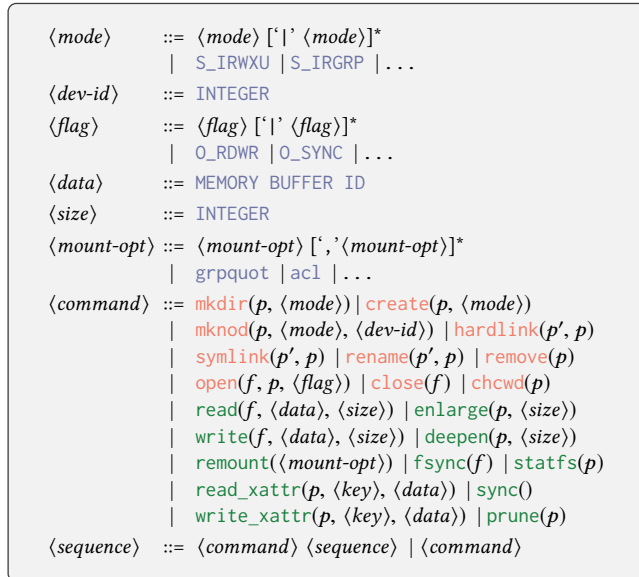 ⟨mode⟩ ::= ⟨mode⟩ [‘|’ ⟨mode⟩]*
| S_IRWXU | S_IRGRP | ...
⟨dev-id⟩ ::= INTEGER
⟨flag⟩ ::= ⟨flag⟩ [‘|’ ⟨flag⟩]*
| O_RDWR | O_SYNC | ...
⟨data⟩ ::= MEMORY BUFFER ID
⟨size⟩ ::= INTEGER
⟨mount-opt⟩ ::= ⟨mount-opt⟩ [‘,’⟨mount-opt⟩]*
| grpquot | acl | ...
⟨command⟩ ::= mkdir(p, ⟨mode⟩) | create(p, ⟨mode⟩)
| mknod(p, ⟨mode⟩, ⟨dev-id⟩) | hardlink(p′, p)
| symlink(p′, p) | rename(p′, p) | remove(p)
| open(f, p, ⟨flag⟩) | close(f) | chcwd(p)
| read(f, ⟨data⟩, ⟨size⟩) | enlarge(p, ⟨size⟩)
| write(f, ⟨data⟩, ⟨size⟩) | deepen(p, ⟨size⟩)
| remount(⟨mount-opt⟩) | fsync(f) | statfs(p)
| read_xattr(p, ⟨key⟩, ⟨data⟩) | sync()
| write_xattr(p, ⟨key⟩, ⟨data⟩) | prune(p)
⟨sequence⟩ ::= ⟨command⟩ ⟨sequence⟩ | ⟨command⟩